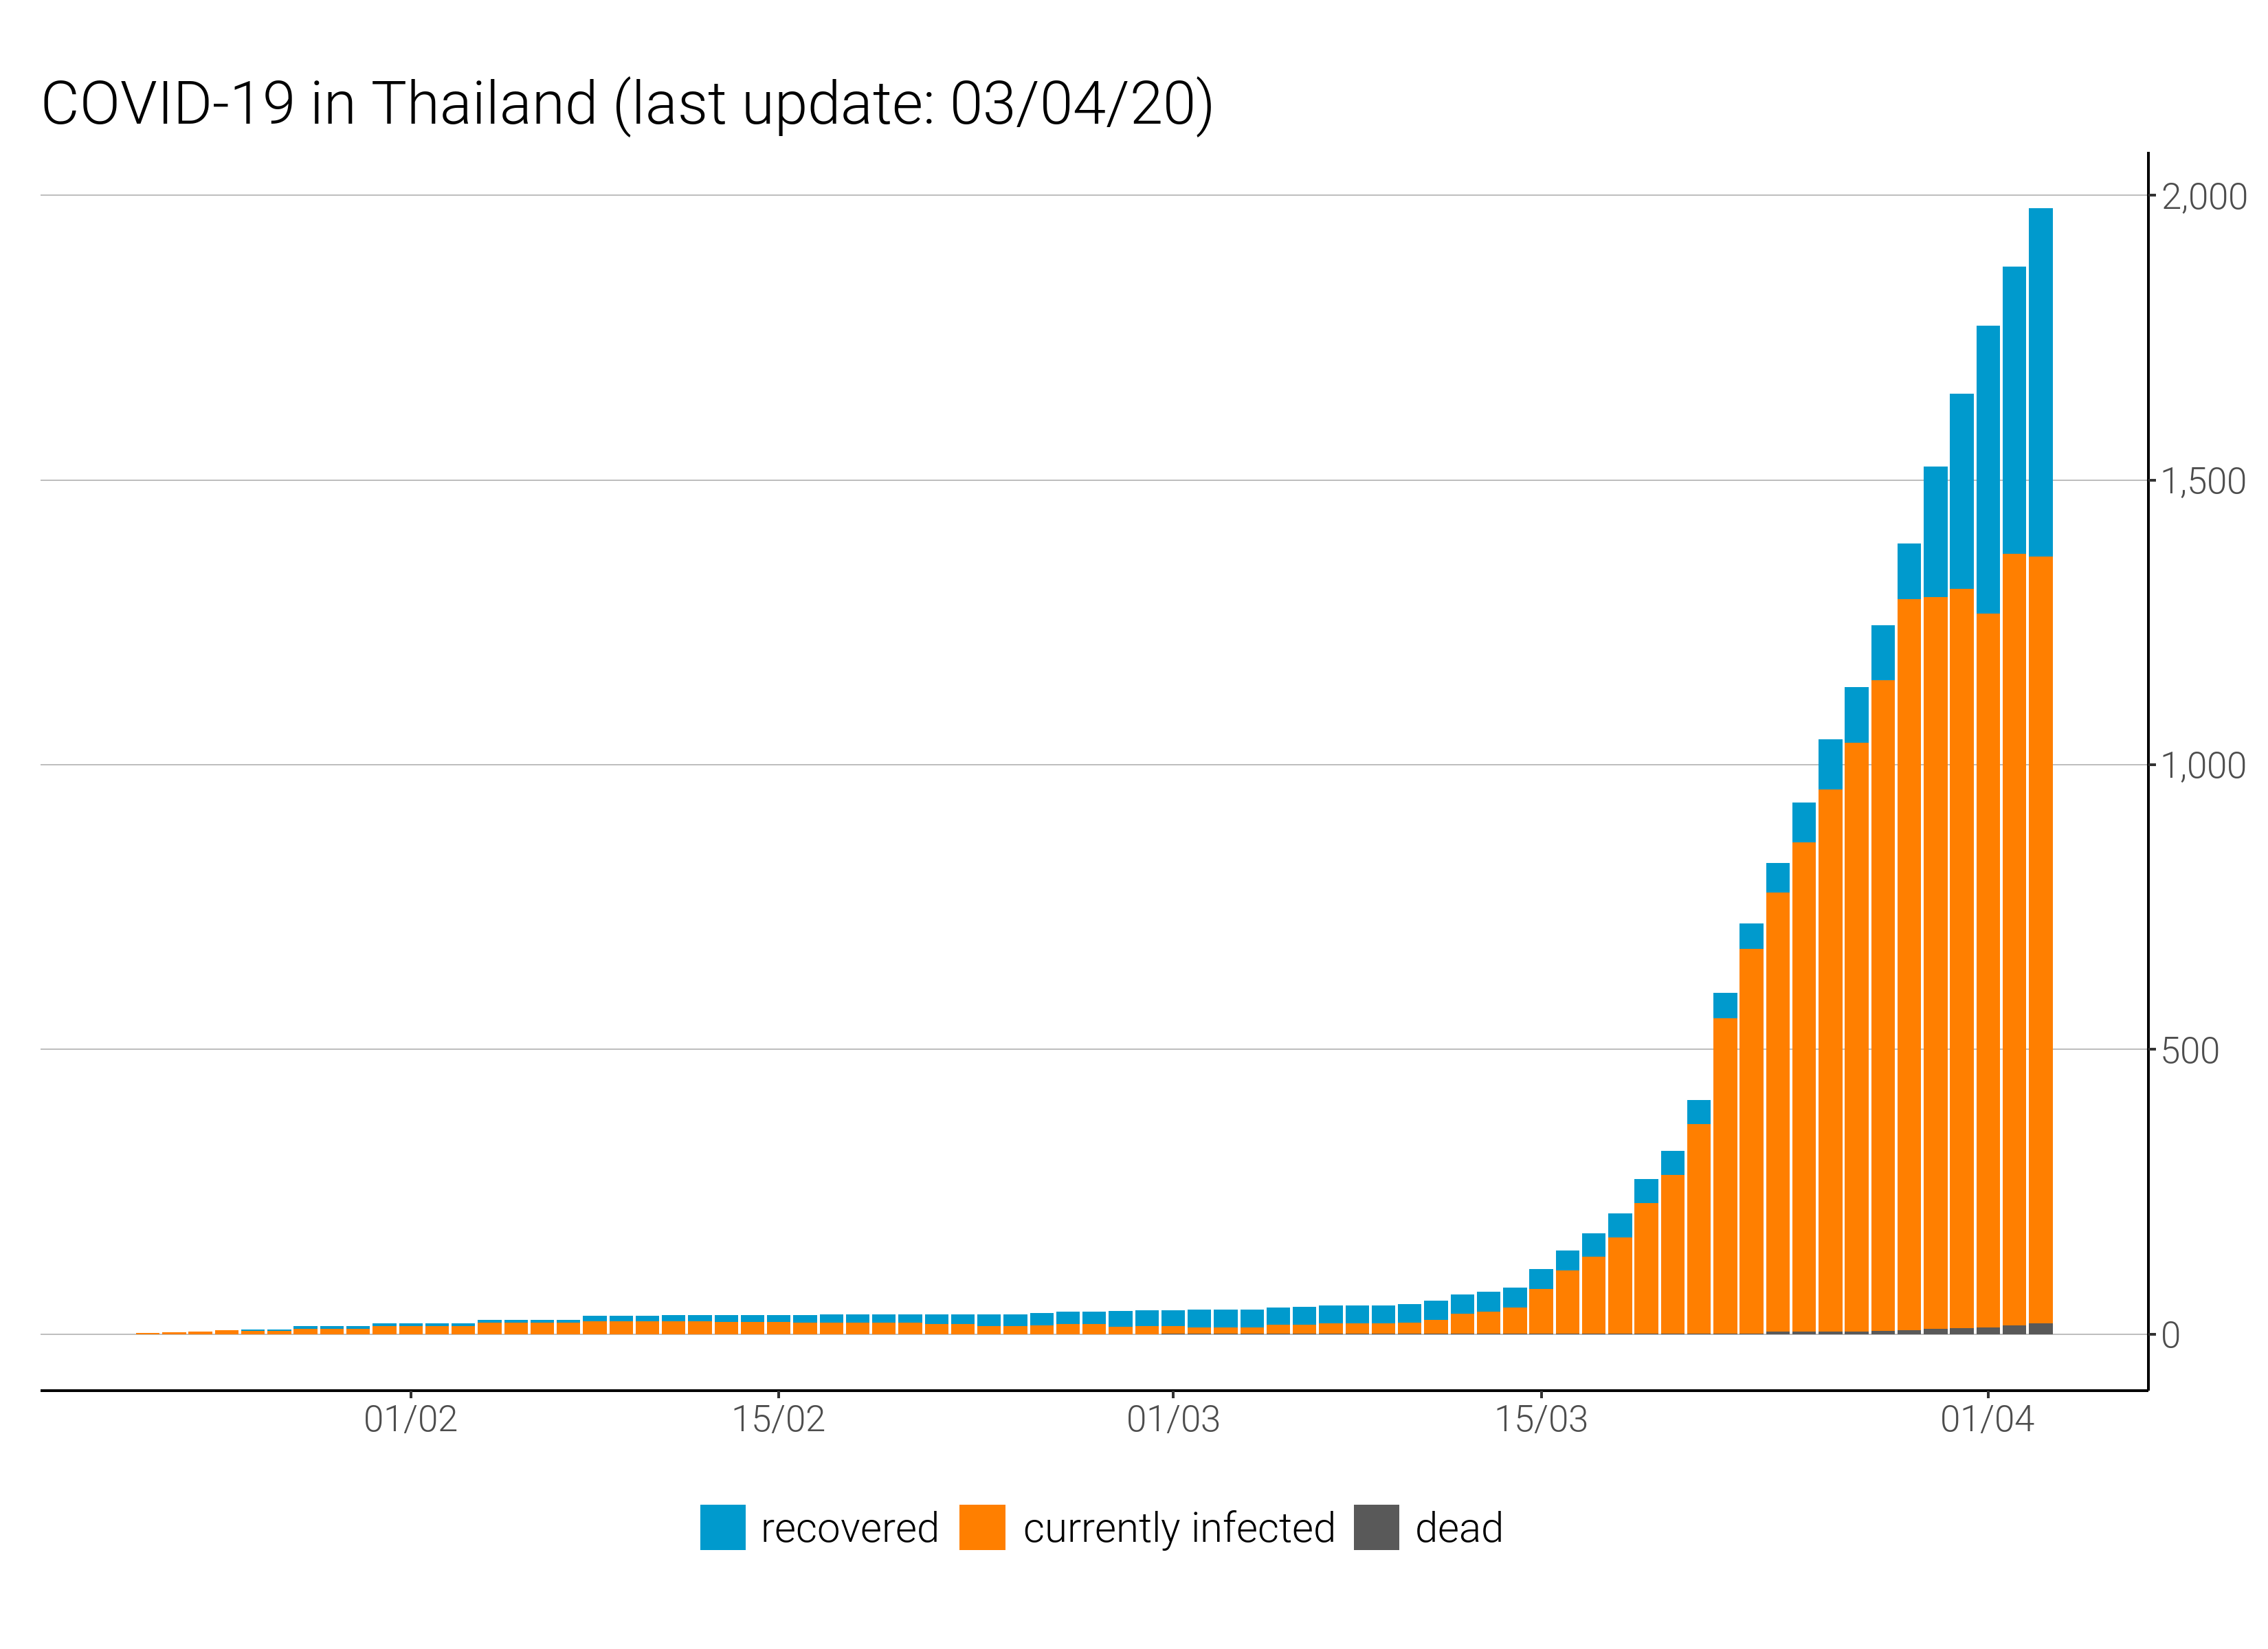 COVID-19 in Thailand (last update: 03/04/20)
2,000
1,500
1,000
500
0
01/02 15/02 01/03 15/03 01/04
recovered currently infected dead